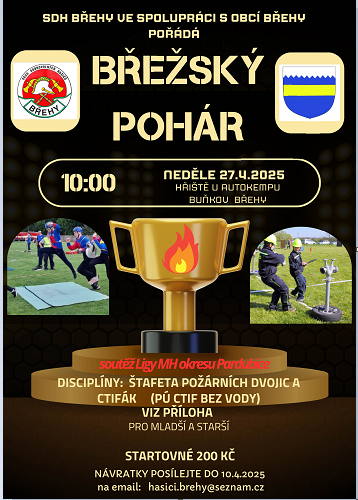 SDH BŘEHY VE SPOLUPRÁCI S OBCÍ BŘEHY
POŘÁDÁ
BŘEŽSKÝ
POHÁR
BŘEHY
10:00
NEDĚLE 27.4.2025
HŘIŠTĚ U AUTOKEMPU
BUŇKOV BŘEHY
soutěž Ligy MH okresu Pardubice
DISCIPLÍNY: ŠTAFETA POŽÁRNÍCH DVOJIC A
CTIFÁK (PÚ CTIF BEZ VODY)
VIZ PŘÍLOHA
PRO MLADŠÍ A STARŠÍ
STARTOVNÉ 200 KČ
NÁVRATKY POSÍLEJTE DO 10.4.2025
na email: hasici.brehy@seznam.cz